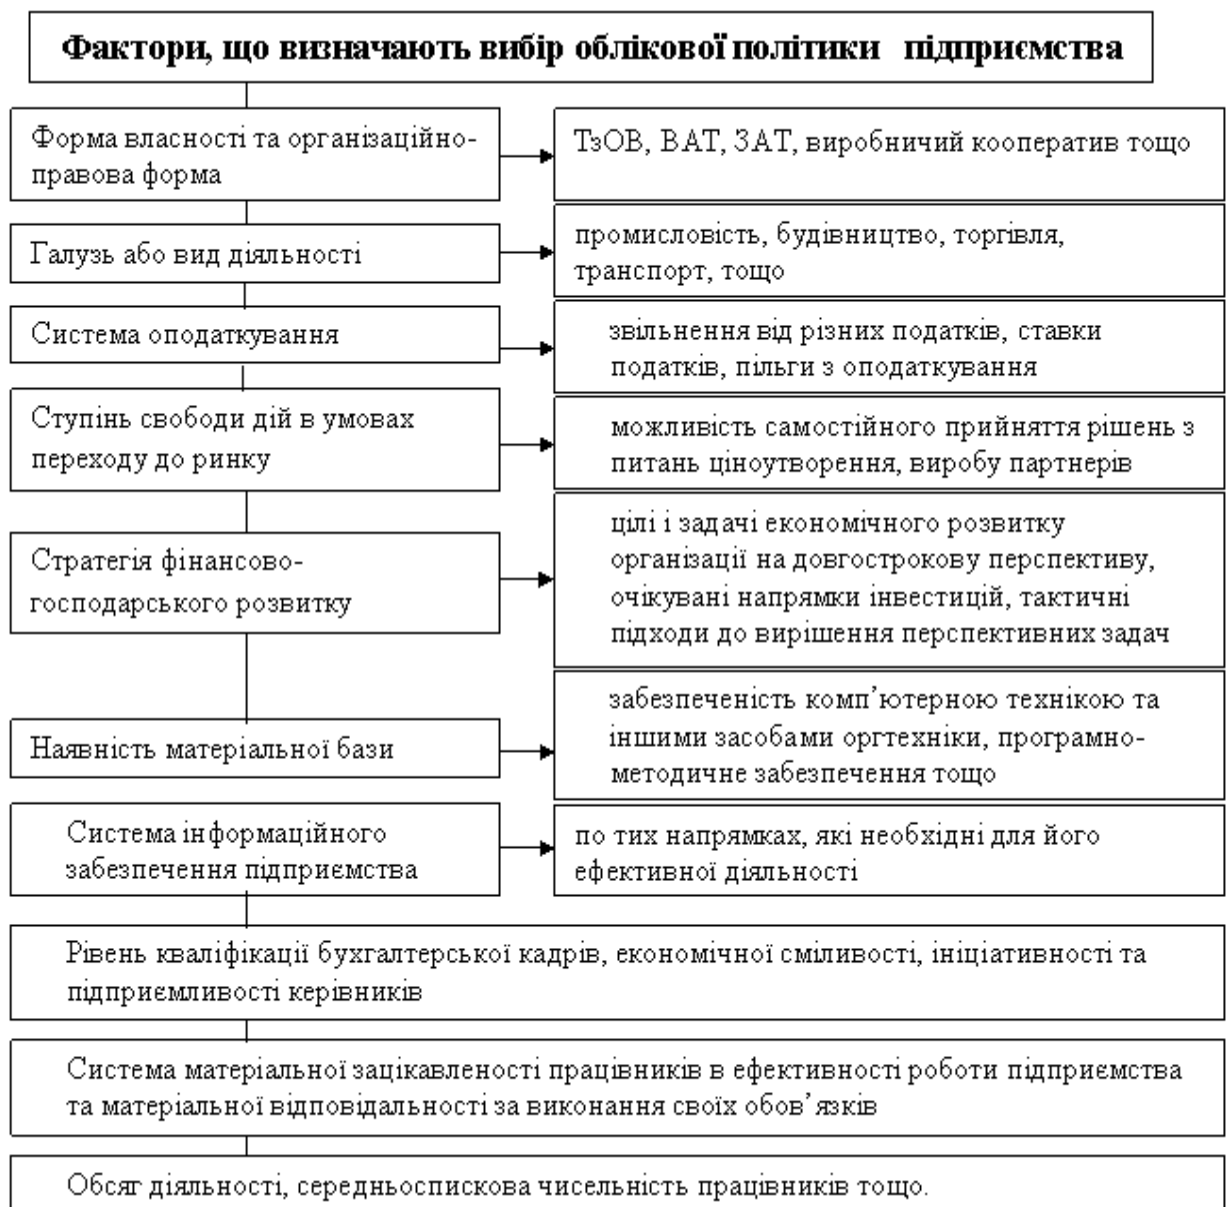 Фактори, що визначають вибір облікової політики підприємства
Форма власності та організаційно-
правова форма
ТзОВ, ВАТ, ЗАТ, виробничий кооператив тощо
Галузь або вид діяльності
промисловість, будівництво, торгівля,
транспорт, тощо
Система оподаткування
звільнення від різних податків, ставки
податків, пільги з оподаткування
Ступінь свободи дій в умовах
переходу до ринку
можливість самостійного прийняття рішень з
питань ціноутворення, виробу партнерів
Стратегія фінансово-
господарського розвитку
цілі і задачі економічного розвитку
організації на довгострокову перспективу,
очікувані напрямки інвестицій, тактичні
підходи до вирішення перспективних задач
Наявність матеріальної бази
забезпеченість комп’ютерною технікою та
іншими засобами оргтехніки, програмно-
методичне забезпечення тощо
Система інформаційного
забезпечення підприємства
по тих напрямках, які необхідні для його
ефективної діяльності
Рівень кваліфікації бухгалтерської кадрів, економічної сміливості, ініціативності та
підприємливості керівників
Система матеріальної зацікавленості працівників в ефективності роботи підприємства
та матеріальної відповідальності за виконання своїх обов’язків
Обсяг діяльності, середньоспискова чисельність працівників тощо.